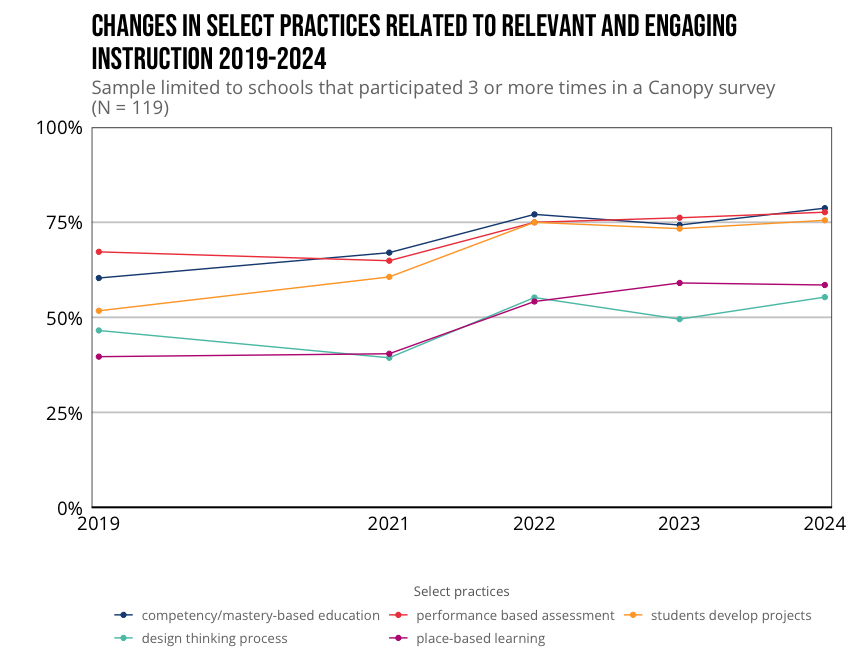 CHANGES IN SELECT PRACTICES RELATED TO RELEVANT AND ENGAGING
INSTRUCTION 2019-2024
Sample limited to schools that participated 3 or more times in a Canopy survey
(N = 119)
100%
75%
50%
25%
0%
2019 2021 2022 2023 2024
Select practices
competency/mastery-based education performance based assessment students develop projects
design thinking process place-based learning